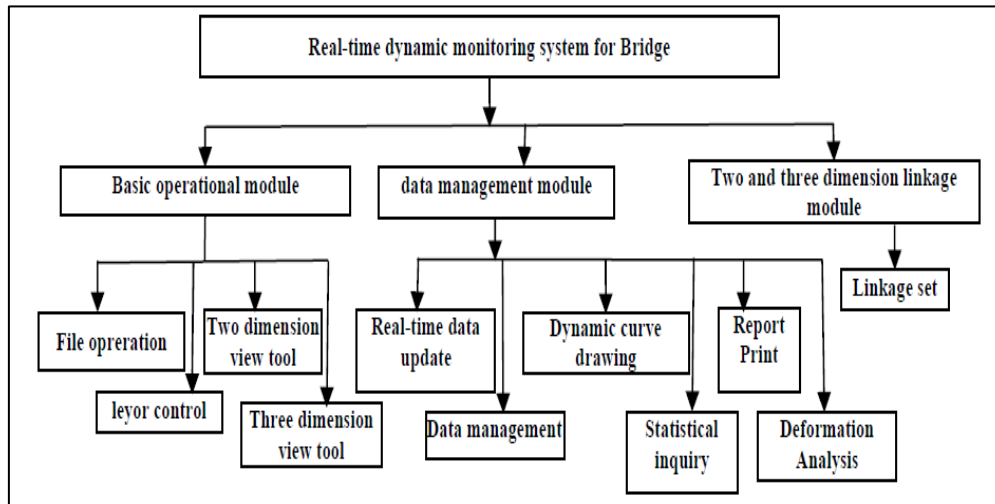 Real-time dynamic monitoring system for Bridge
Basic operational module
data management module
Two and three dimension linkage
module
File opreration
leyor control
Two dimension
view tool
Three dimension
view tool
Real-time data
update
Data management
Dynamic curve
drawing
Statistical
inquiry
Report
Print
Deformation
Analysis
Linkage set